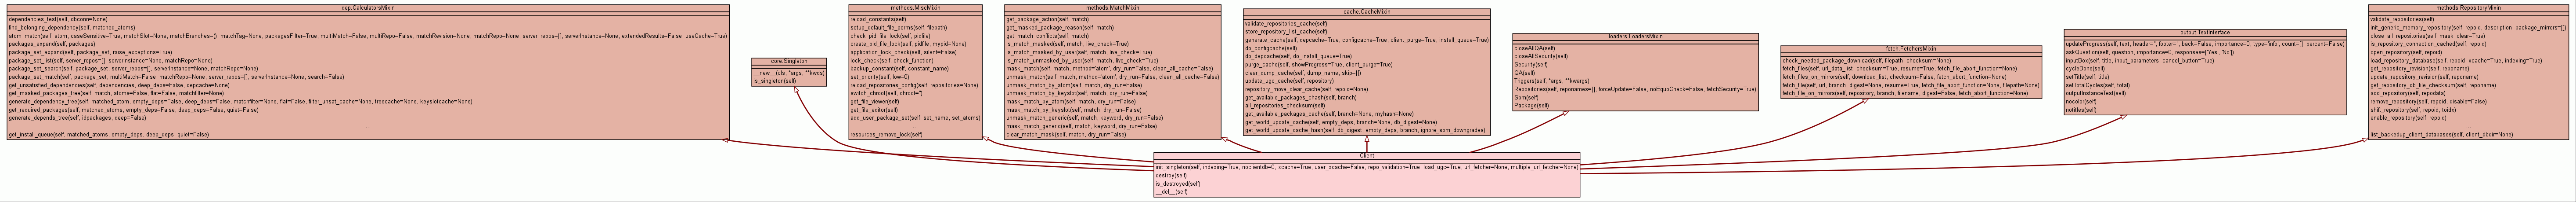 dep.CalculatorsMixin
dependencies_test(self, dbconn=None)
find_belonging_dependency(self, matched_atoms)
atom_match(self, atom, caseSensitive=True, matchSlot=None, matchBranches=(), matchTag=None, packagesFilter=True, multiMatch=False, multiRepo=False, matchRevision=None, matchRepo=None, server_repos=[], serverInstance=None, extendedResults=False, useCache=True)
packages_expand(self, packages)
package_set_expand(self, package_set, raise_exceptions=True)
package_set_list(self, server_repos=[], serverInstance=None, matchRepo=None)
package_set_search(self, package_set, server_repos=[], serverInstance=None, matchRepo=None)
package_set_match(self, package_set, multiMatch=False, matchRepo=None, server_repos=[], serverInstance=None, search=False)
get_unsatisfied_dependencies(self, dependencies, deep_deps=False, depcache=None)
get_masked_packages_tree(self, match, atoms=False, flat=False, matchfilter=None)
generate_dependency_tree(self, matched_atom, empty_deps=False, deep_deps=False, matchfilter=None, flat=False, filter_unsat_cache=None, treecache=None, keyslotcache=None)
get_required_packages(self, matched_atoms, empty_deps=False, deep_deps=False, quiet=False)
generate_depends_tree(self, idpackages, deep=False)
...
get_install_queue(self, matched_atoms, empty_deps, deep_deps, quiet=False)
core.Singleton
__new__(cls, *args, **kwds)
is_singleton(self)
methods.MiscMixin
reload_constants(self)
setup_default_file_perms(self, filepath)
check_pid_file_lock(self, pidfile)
create_pid_file_lock(self, pidfile, mypid=None)
application_lock_check(self, silent=False)
lock_check(self, check_function)
backup_constant(self, constant_name)
set_priority(self, low=0)
reload_repositories_config(self, repositories=None)
switch_chroot(self, chroot='')
get_file_viewer(self)
get_file_editor(self)
add_user_package_set(self, set_name, set_atoms)
...
resources_remove_lock(self)
methods.MatchMixin
get_package_action(self, match)
get_masked_package_reason(self, match)
get_match_conflicts(self, match)
is_match_masked(self, match, live_check=True)
is_match_masked_by_user(self, match, live_check=True)
is_match_unmasked_by_user(self, match, live_check=True)
mask_match(self, match, method='atom', dry_run=False, clean_all_cache=False)
unmask_match(self, match, method='atom', dry_run=False, clean_all_cache=False)
unmask_match_by_atom(self, match, dry_run=False)
unmask_match_by_keyslot(self, match, dry_run=False)
mask_match_by_atom(self, match, dry_run=False)
mask_match_by_keyslot(self, match, dry_run=False)
unmask_match_generic(self, match, keyword, dry_run=False)
mask_match_generic(self, match, keyword, dry_run=False)
clear_match_mask(self, match, dry_run=False)
cache.CacheMixin
validate_repositories_cache(self)
store_repository_list_cache(self)
generate_cache(self, depcache=True, configcache=True, client_purge=True, install_queue=True)
do_configcache(self)
do_depcache(self, do_install_queue=True)
purge_cache(self, showProgress=True, client_purge=True)
clear_dump_cache(self, dump_name, skip=[])
update_ugc_cache(self, repository)
repository_move_clear_cache(self, repoid=None)
get_available_packages_chash(self, branch)
all_repositories_checksum(self)
get_available_packages_cache(self, branch=None, myhash=None)
get_world_update_cache(self, empty_deps, branch=None, db_digest=None)
get_world_update_cache_hash(self, db_digest, empty_deps, branch, ignore_spm_downgrades)
loaders.LoadersMixin
closeAllQA(self)
closeAllSecurity(self)
Security(self)
QA(self)
Triggers(self, *args, **kwargs)
Repositories(self, reponames=[], forceUpdate=False, noEquoCheck=False, fetchSecurity=True)
Spm(self)
Package(self)
fetch.FetchersMixin
check_needed_package_download(self, filepath, checksum=None)
fetch_files(self, url_data_list, checksum=True, resume=True, fetch_file_abort_function=None)
fetch_files_on_mirrors(self, download_list, checksum=False, fetch_abort_function=None)
fetch_file(self, url, branch, digest=None, resume=True, fetch_file_abort_function=None, filepath=None)
fetch_file_on_mirrors(self, repository, branch, filename, digest=False, fetch_abort_function=None)
output.TextInterface
updateProgress(self, text, header='', footer='', back=False, importance=0, type='info', count=[], percent=False)
askQuestion(self, question, importance=0, responses=['Yes', 'No'])
inputBox(self, title, input_parameters, cancel_button=True)
cycleDone(self)
setTitle(self, title)
setTotalCycles(self, total)
outputInstanceTest(self)
nocolor(self)
notitles(self)
methods.RepositoryMixin
validate_repositories(self)
init_generic_memory_repository(self, repoid, description, package_mirrors=[])
close_all_repositories(self, mask_clear=True)
is_repository_connection_cached(self, repoid)
open_repository(self, repoid)
load_repository_database(self, repoid, xcache=True, indexing=True)
get_repository_revision(self, reponame)
update_repository_revision(self, reponame)
get_repository_db_file_checksum(self, reponame)
add_repository(self, repodata)
remove_repository(self, repoid, disable=False)
shift_repository(self, repoid, toidx)
enable_repository(self, repoid)
...
list_backedup_client_databases(self, client_dbdir=None)
Client
init_singleton(self, indexing=True, noclientdb=0, xcache=True, user_xcache=False, repo_validation=True, load_ugc=True, url_fetcher=None, multiple_url_fetcher=None)
destroy(self)
is_destroyed(self)
__del__(self)